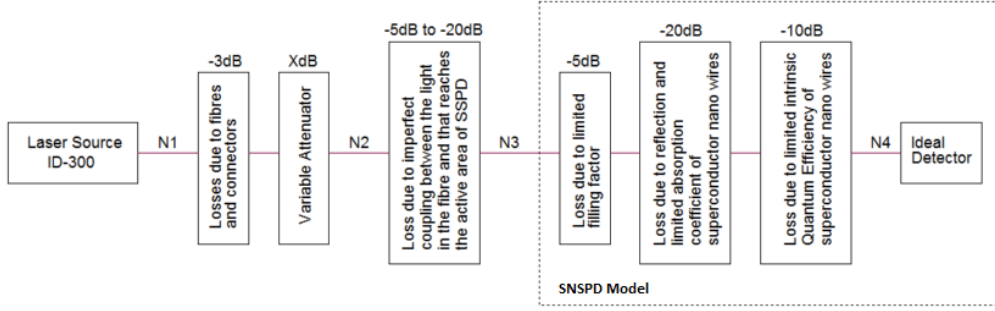 Laser Source
ID-300
N1
-3dB
Losses due to fibres
and connectors
XdB
Variable Attenuator
N2
-5dB to -20dB
Loss due to imperfect
coupling between the light
in the fibre and that reaches
the active area of SSPD
N3
-5dB
Loss due to limited
filling factor
-20dB
Loss due to reflection and
limited absorption
coefficient of
superconductor nano wires
-10dB
Loss due to limited intrinsic
Quantum Efficiency of
superconductor nano wires
N4
Ideal
Detector
SNSPD Model